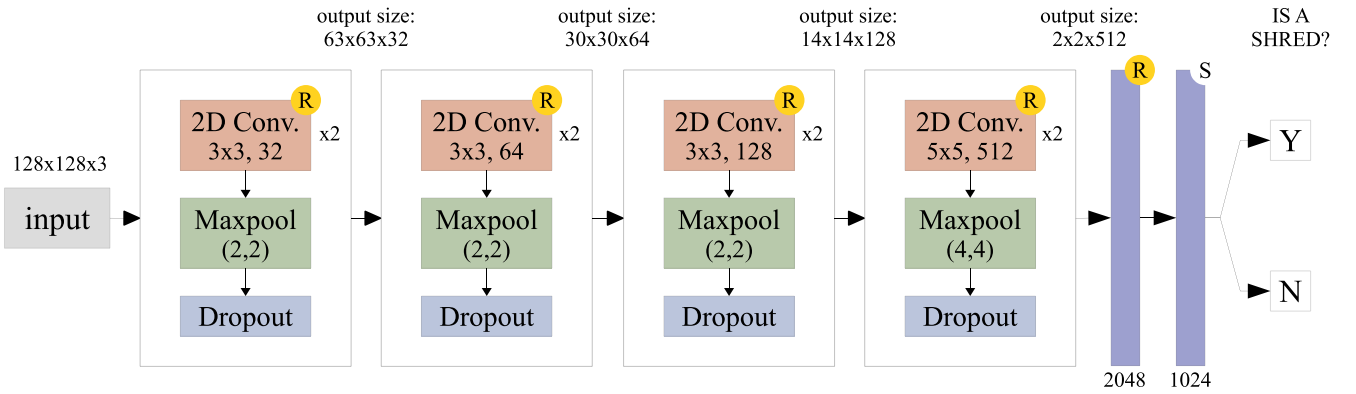 output size:
63x63x32
output size:
30x30x64
output size:
14x14x128
output size:
2x2x512
IS A
SHRED?
128x128x3
input
R
2D Conv.
3x3, 32
x2
Maxpool
(2,2)
Dropout
R
2D Conv.
3x3, 64
x2
Maxpool
(2,2)
Dropout
R
2D Conv.
3x3, 128
x2
Maxpool
(2,2)
Dropout
R
2D Conv.
5x5, 512
x2
Maxpool
(4,4)
Dropout
R
2048
S
1024
Y
N